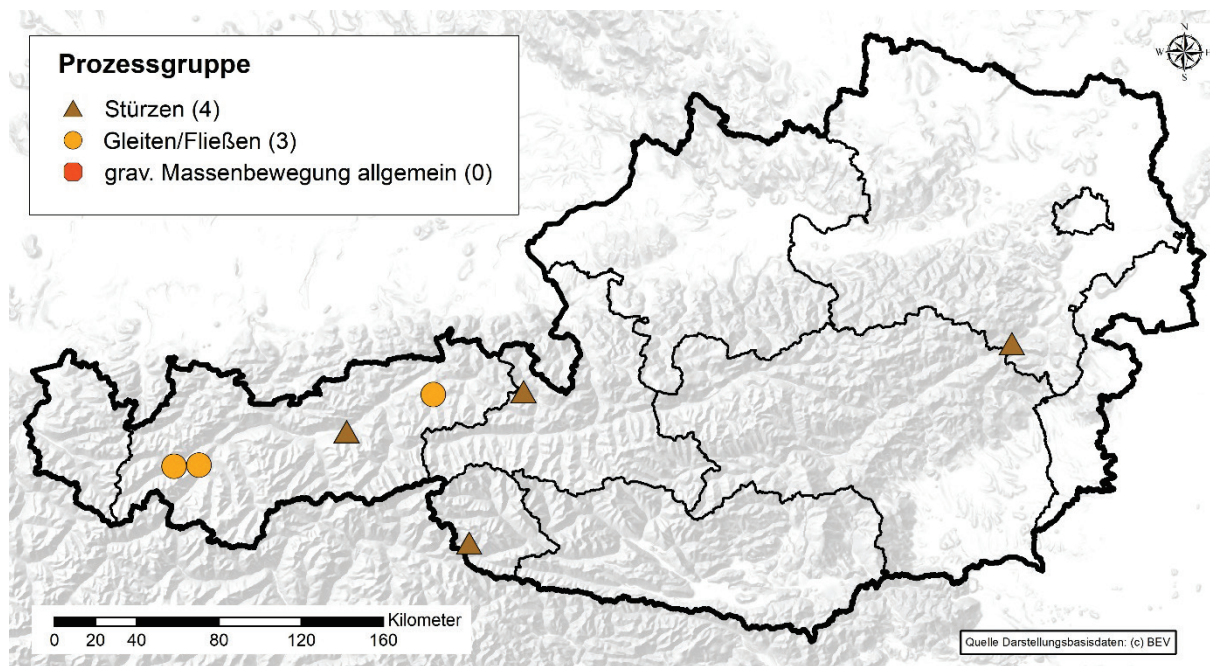 Prozessgruppe
Stürzen (4)
Gleiten/Fließen (3)
grav. Massenbewegung allgemein (0)
N
W E
S
Kilometer
0 20 40 80 120 160
Quelle Darstellungsbasisdaten: (c) BEV